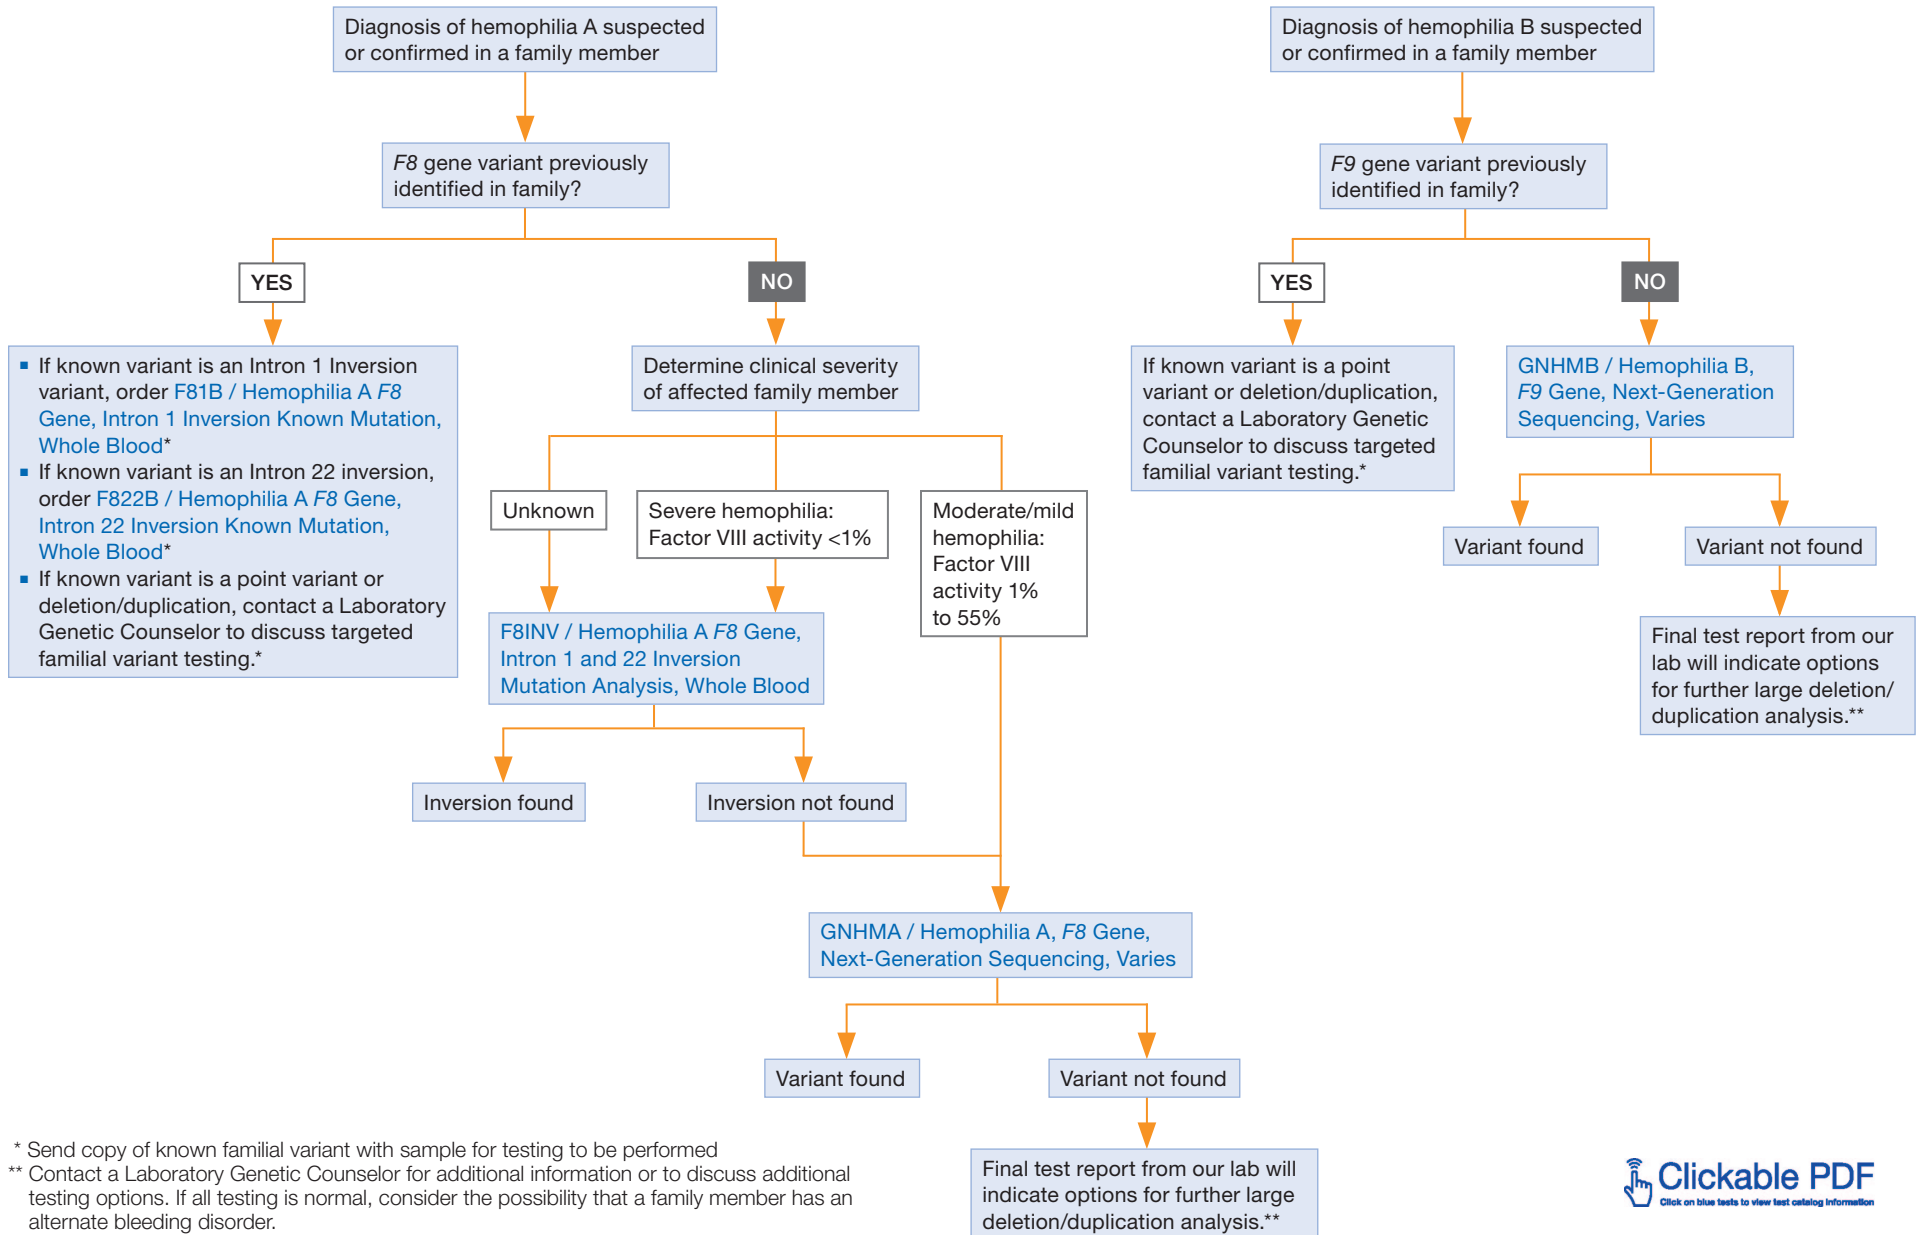 Diagnosis of hemophilia A suspected
or confirmed in a family member
F8 gene variant previously
identified in family?
YES
NO
■ If known variant is an Intron 1 Inversion
variant, order F81B / Hemophilia A F8
Gene, Intron 1 Inversion Known Mutation,
Whole Blood*
■ If known variant is an Intron 22 inversion,
order F822B / Hemophilia A F8 Gene,
Intron 22 Inversion Known Mutation,
Whole Blood*
■ If known variant is a point variant or
deletion/duplication, contact a Laboratory
Genetic Counselor to discuss targeted
familial variant testing.*
Determine clinical severity
of affected family member
Unknown
Severe hemophilia:
Factor VIII activity <1%
Moderate/mild
hemophilia:
Factor VIII
activity 1%
to 55%
F8INV / Hemophilia A F8 Gene,
Intron 1 and 22 Inversion
Mutation Analysis, Whole Blood
Inversion found
Inversion not found
GNHMA / Hemophilia A, F8 Gene,
Next-Generation Sequencing, Varies
Variant found
Variant not found
Final test report from our lab will
indicate options for further large
deletion/duplication analysis.**
Diagnosis of hemophilia B suspected
or confirmed in a family member
F9 gene variant previously
identified in family?
YES
NO
If known variant is a point
variant or deletion/duplication,
contact a Laboratory Genetic
Counselor to discuss targeted
familial variant testing.*
GNHMB / Hemophilia B,
F9 Gene, Next-Generation
Sequencing, Varies
Variant found
Variant not found
Final test report from our
lab will indicate options
for further large deletion/
duplication analysis.**
* Send copy of known familial variant with sample for testing to be performed
** Contact a Laboratory Genetic Counselor for additional information or to discuss additional
testing options. If all testing is normal, consider the possibility that a family member has an
alternate bleeding disorder.
Clickable PDF
Click on blue tests to view test catalog information